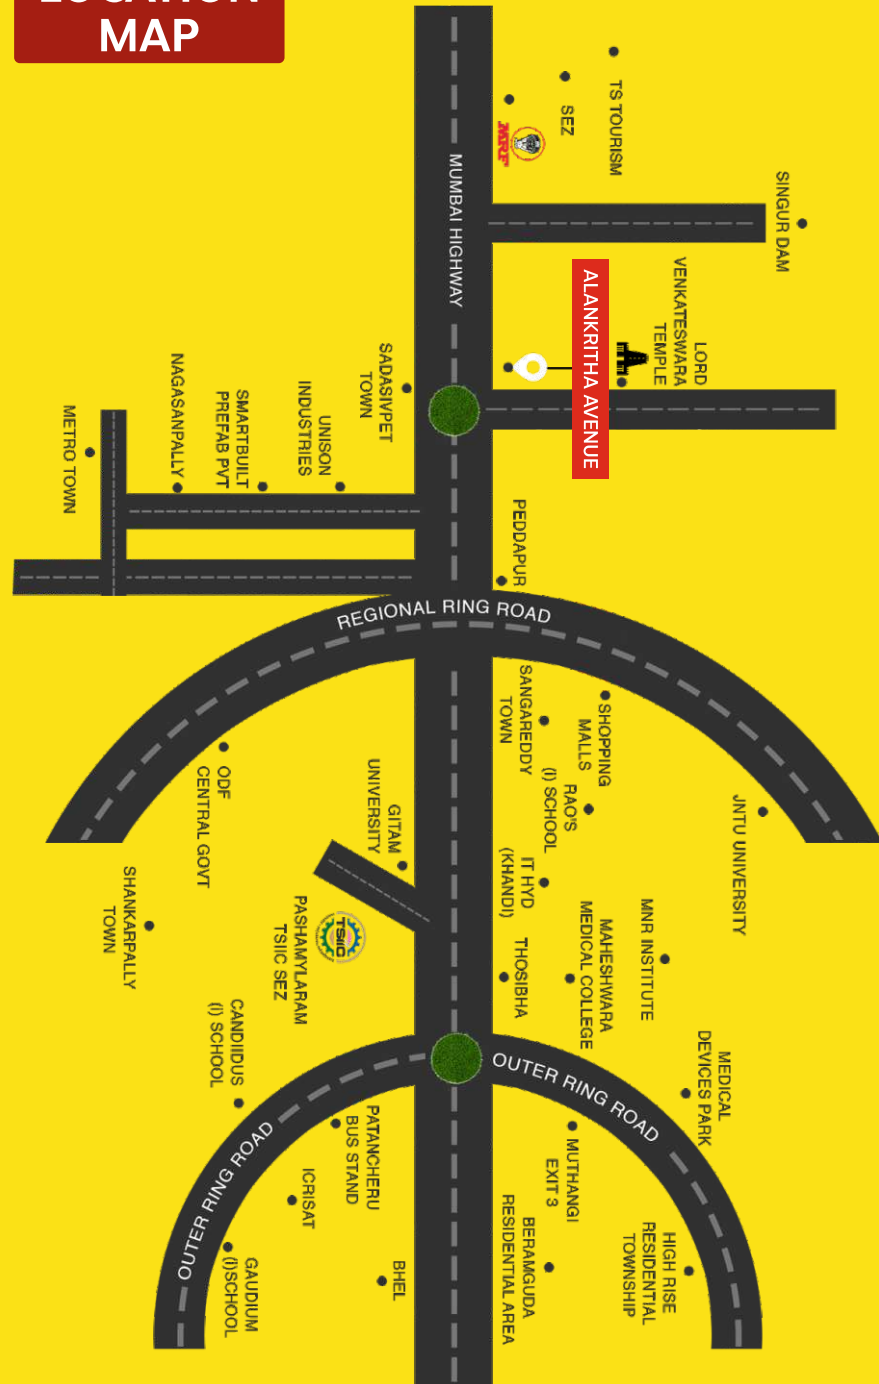 LOCATION
MAP
TS TOURISM
SEZ
MRF
MUMBAI HIGHWAY
SINGUR DAM
LORD
VENKATESWARA
TEMPLE
ALANKRITHA AVENUE
SADASIVPET
TOWN
UNISON
INDUSTRIES
SMARTBUILT
PREFAB PVT
NAGASANPALLY
METRO TOWN
PEDDAPUR
REGIONAL RING ROAD
SANGAREDDY
TOWN
SHOPPING
MALLS
RAO'S
(I) SCHOOL
JNTU UNIVERSITY
ODF
CENTRAL GOVT
GITAM
UNIVERSITY
IT HYD
(KHANDI)
SHANKARPALLY
TOWN
TSIIC
PASHAMYLARAM
TSIIC SEZ
THOSIBHA
MAHESHWARA
MEDICAL COLLEGE
MNR INSTITUTE
CANDIIDUS
(I) SCHOOL
MEDICAL
DEVICES PARK
OUTER RING ROAD
OUTER RING ROAD
PATANCHERU
BUS STAND
ICRISAT
MUTHANGI
EXIT 3
BERAMGUDA
RESIDENTIAL AREA
HIGH RISE
RESIDENTIAL
TOWNSHIP
GAUDIUM
(I)SCHOOL
BHEL